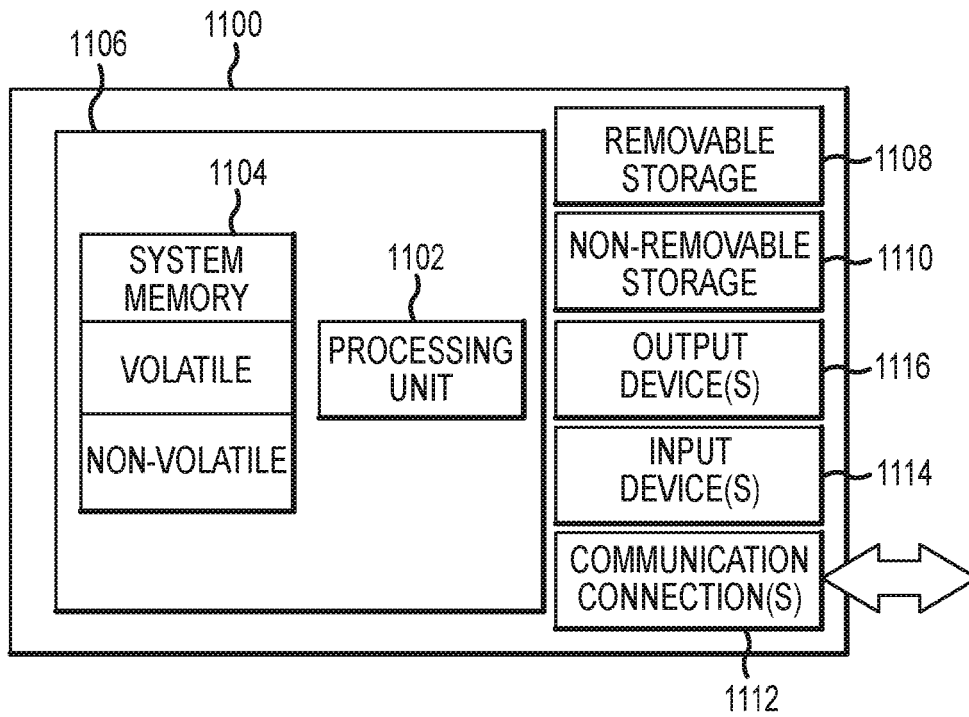 1106
1100
1104
SYSTEM
MEMORY
VOLATILE
NON-VOLATILE
1102
PROCESSING
UNIT
REMOVABLE
STORAGE
1108
NON-REMOVABLE
STORAGE
1110
OUTPUT
DEVICE(S)
1116
INPUT
DEVICE(S)
1114
COMMUNICATION
CONNECTION(S)
1112